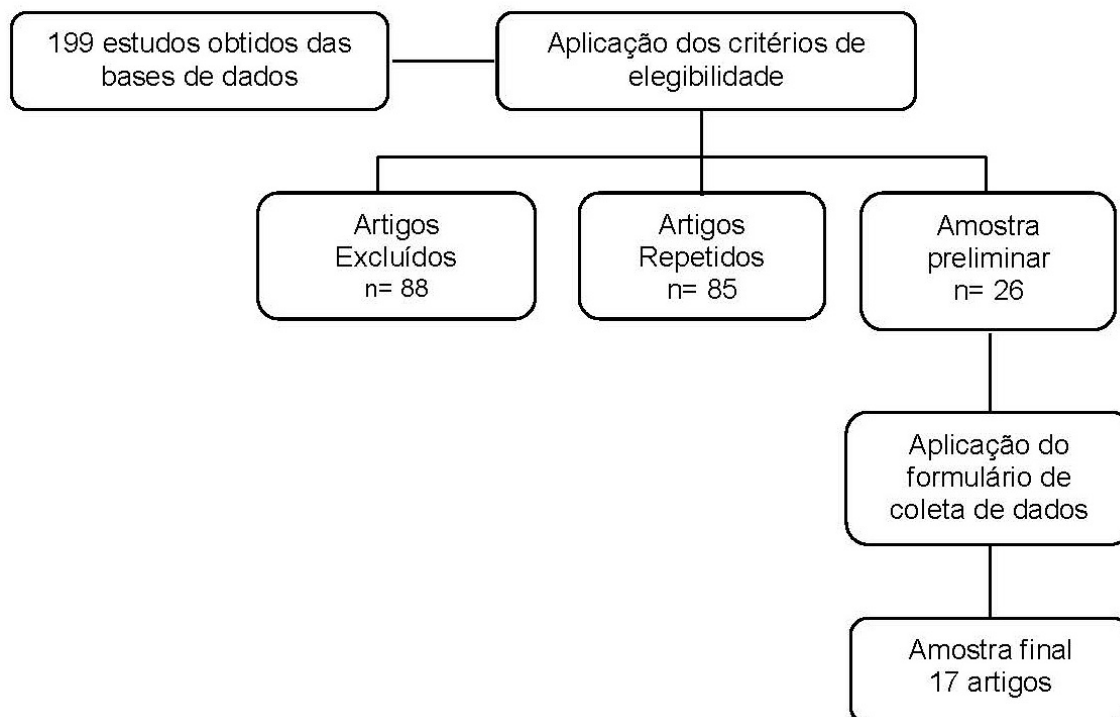 199 estudos obtidos das
bases de dados
Aplicação dos critérios de
elegibilidade
Artigos
Excluídos
n= 88
Artigos
Repetidos
n= 85
Amostra
preliminar
n= 26
Aplicação do
formulário de
coleta de dados
Amostra final
17 artigos